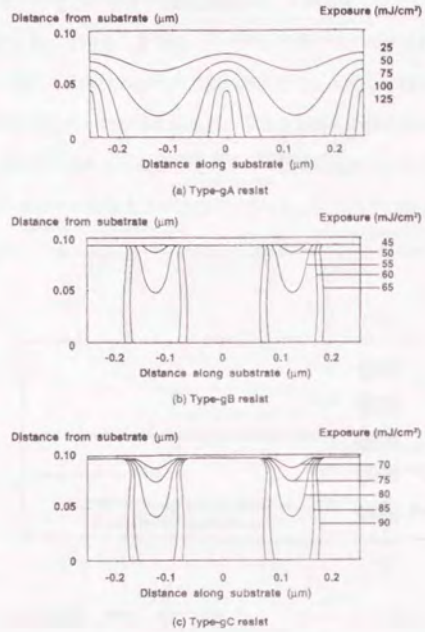 Distance from substrate (μm)
Exposure (mJ/cm²)
0.10
25
50
0.05
75
100
125
0
-0.2 -0.1 0 0.1 0.2
Distance along substrate (μm)
(a) Type-gA resist
Distance from substrate (μm)
Exposure (mJ/cm²)
0.10
45
50
55
60
0.05
65
0
-0.2 -0.1 0 0.1 0.2
Distance along substrate (μm)
(b) Type-gB resist
Distance from substrate (μm)
Exposure (mJ/cm²)
0.10
70
75
80
0.05
85
90
0
-0.2 -0.1 0 0.1 0.2
Distance along substrate (μm)
(c) Type-gC resist